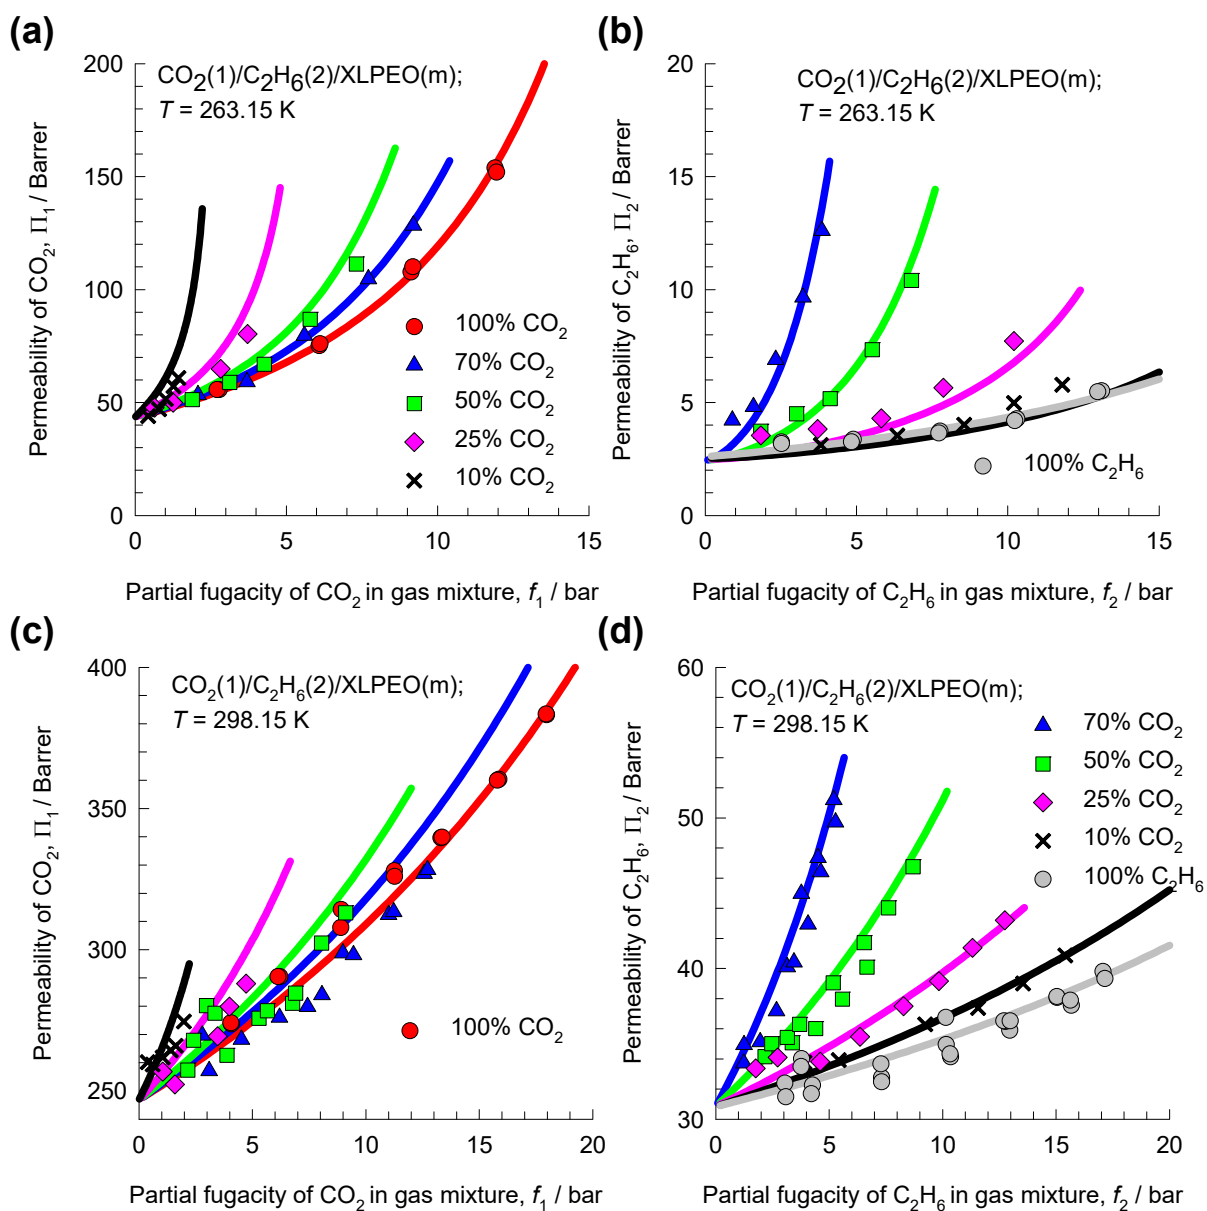 (a)
CO2(1)/C2H6(2)/XLPEO(m);
T = 263.15 K
Permeability of CO2, Π1 / Barrer
200
150
100
50
0
100% CO2
70% CO2
50% CO2
25% CO2
10% CO2
0 5 10 15
Partial fugacity of CO2 in gas mixture, f1 / bar
(b)
CO2(1)/C2H6(2)/XLPEO(m);
T = 263.15 K
Permeability of C2H6, Π2 / Barrer
20
15
10
5
0
100% C2H6
0 5 10 15
Partial fugacity of C2H6 in gas mixture, f2 / bar
(c)
CO2(1)/C2H6(2)/XLPEO(m);
T = 298.15 K
Permeability of CO2, Π1 / Barrer
400
350
300
250
100% CO2
0 5 10 15 20
Partial fugacity of CO2 in gas mixture, f1 / bar
(d)
CO2(1)/C2H6(2)/XLPEO(m);
T = 298.15 K
Permeability of C2H6, Π2 / Barrer
60
50
40
30
70% CO2
50% CO2
25% CO2
10% CO2
100% C2H6
0 5 10 15 20
Partial fugacity of C2H6 in gas mixture, f2 / bar